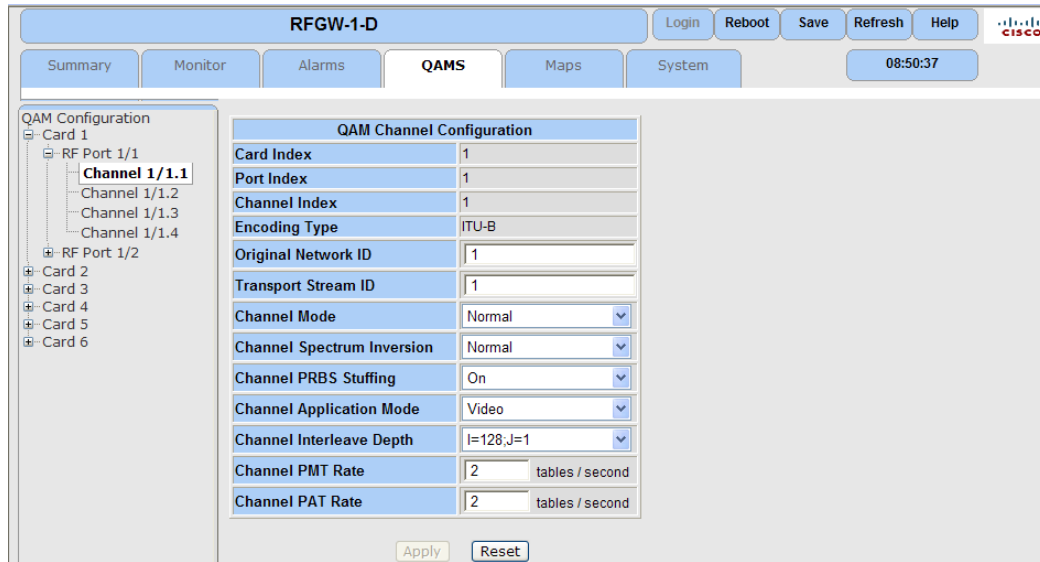 RFGW-1-D
Login
Reboot
Save
Refresh
Help
CISCO
Summary
Monitor
Alarms
QAMS
Maps
System
08:50:37
QAM Configuration
Card 1
RF Port 1/1
Channel 1/1.1
Channel 1/1.2
Channel 1/1.3
Channel 1/1.4
RF Port 1/2
Card 2
Card 3
Card 4
Card 5
Card 6
QAM Channel Configuration
Card Index 1
Port Index 1
Channel Index 1
Encoding Type ITU-B
Original Network ID 1
Transport Stream ID 1
Channel Mode Normal
Channel Spectrum Inversion Normal
Channel PRBS Stuffing On
Channel Application Mode Video
Channel Interleave Depth I=128;J=1
Channel PMT Rate 2 tables / second
Channel PAT Rate 2 tables / second
Apply
Reset